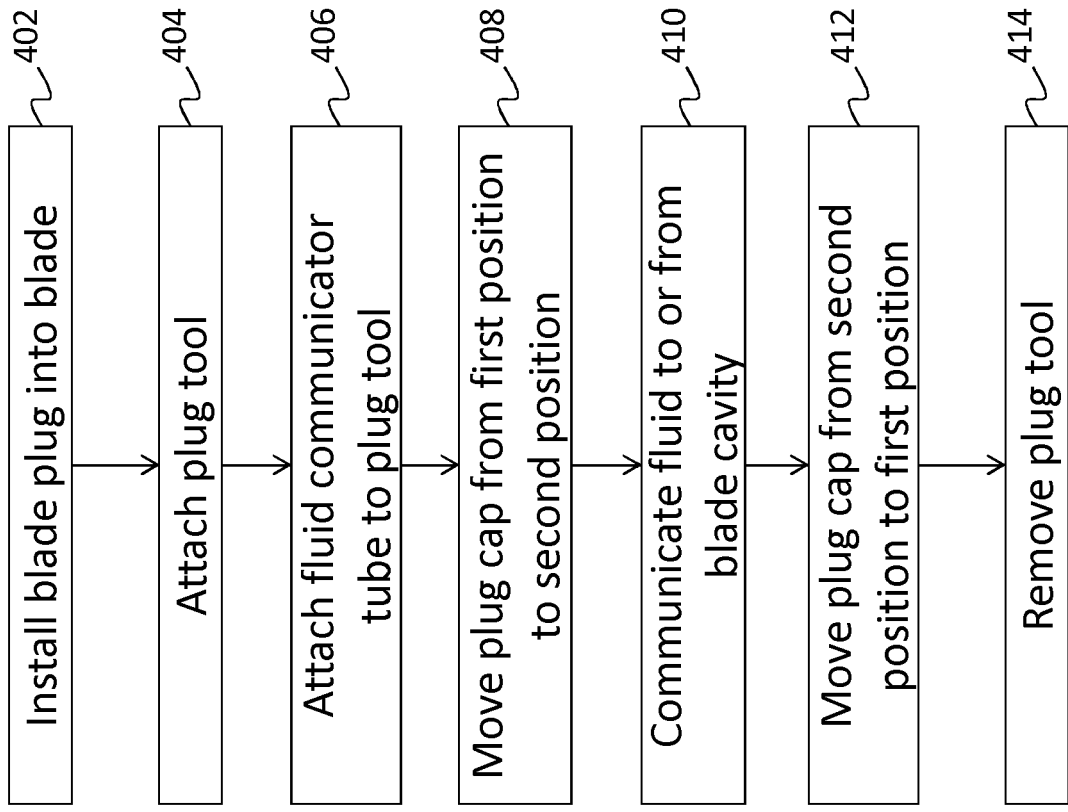 Install blade plug into blade
402
Attach plug tool
404
Attach fluid communicator
tube to plug tool
406
Move plug cap from first position
to second position
408
Communicate fluid to or from
blade cavity
410
Move plug cap from second
position to first position
412
Remove plug tool
414